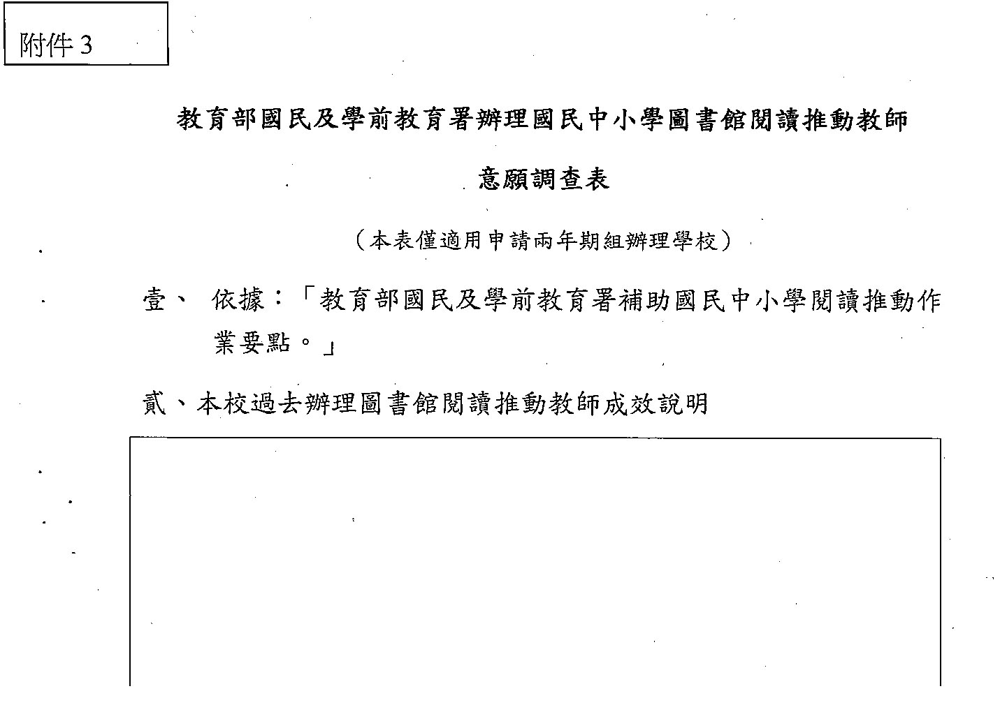 附件 3
教育部國民及學前教育署辦理國民中小學圖書館閱讀推動教師
意願調查表
（本表僅適用申請兩年期組辦理學校）
壹、 依據：「教育部國民及學前教育署補助國民中小學閱讀推動作
業要點。」
貳、本校過去辦理圖書館閱讀推動教師成效說明